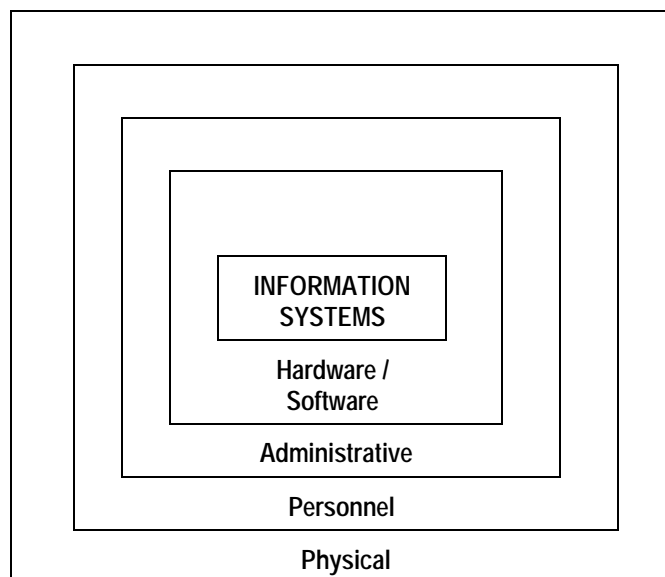 INFORMATION
SYSTEMS
Hardware /
Software
Administrative
Personnel
Physical